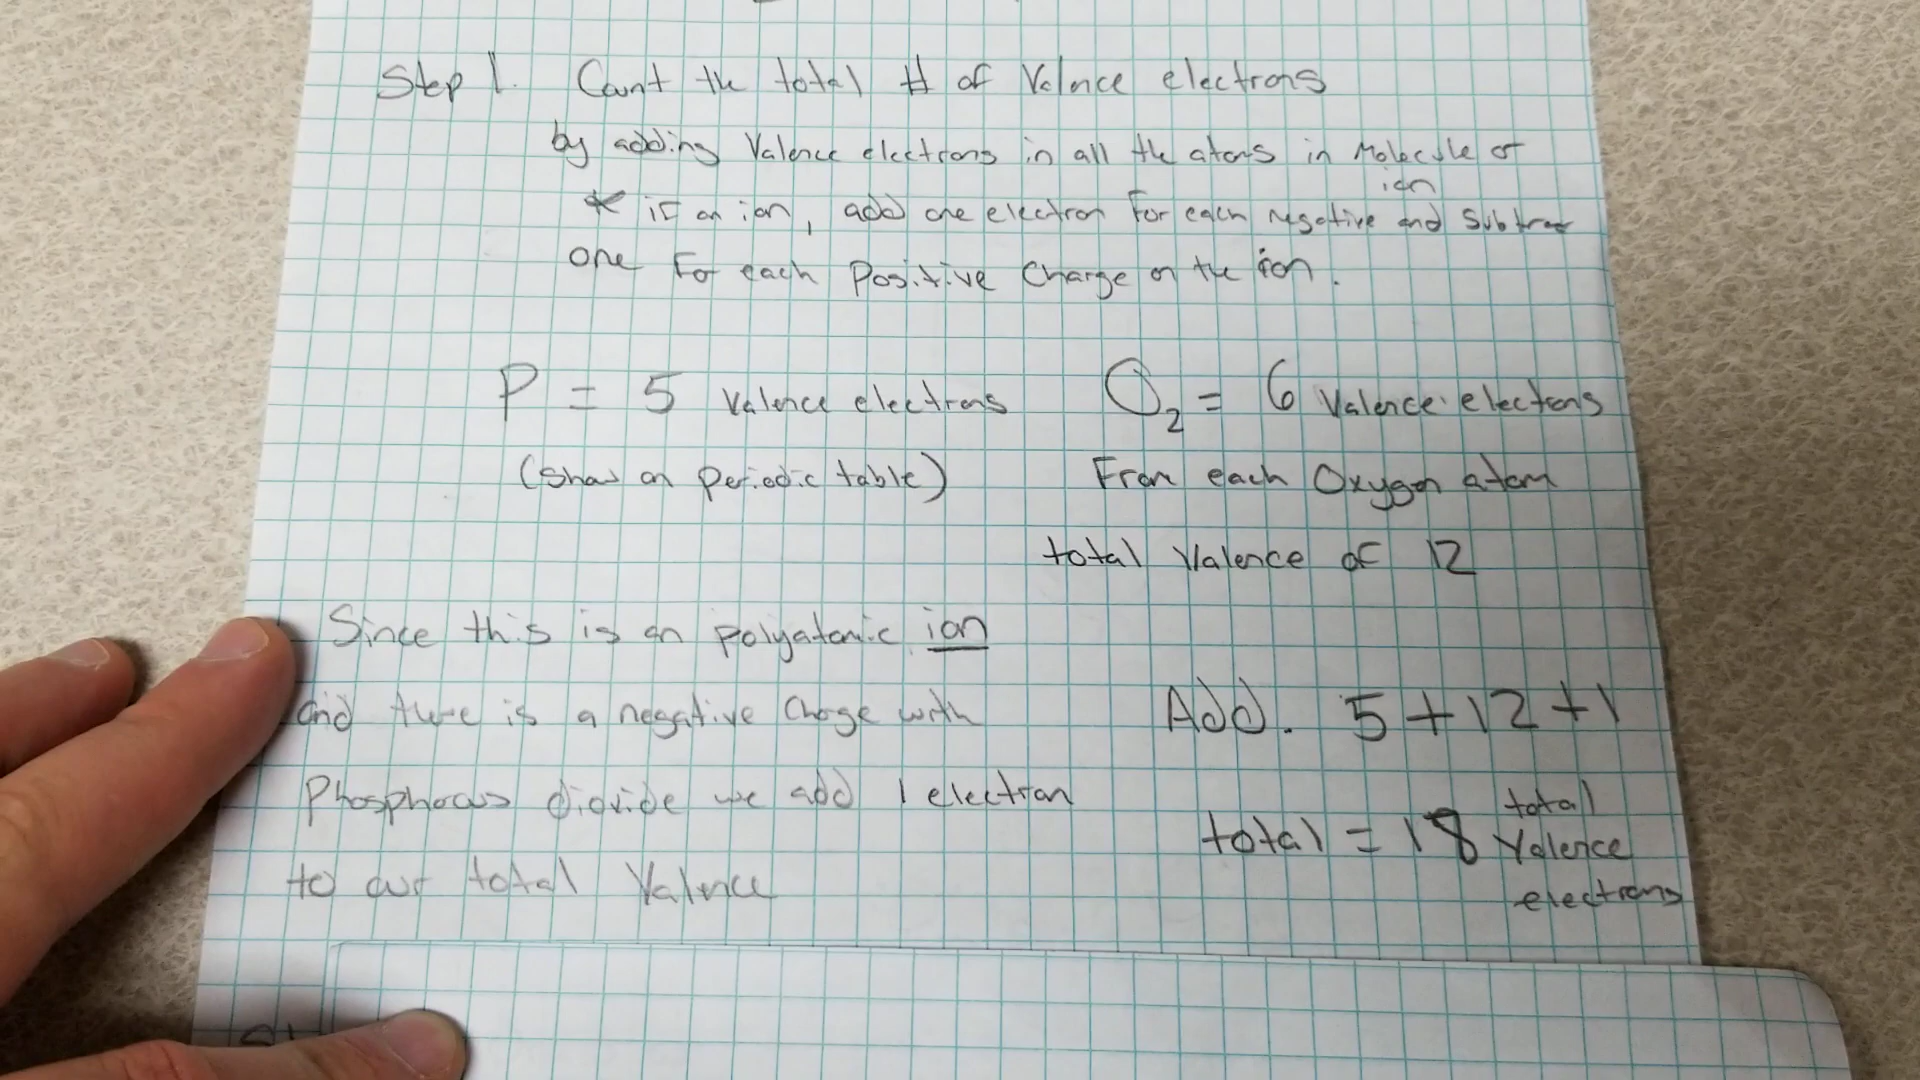 Step 1. Count the total # of Valnce electrons
by adding Valence electrons in all the atoms in Molecule or
ion
* if an ion, add one electron for each negative and subtract
one for each Positive Charge on the ion.
P = 5 valence electrons
(show on periodic table)
O2 = 6 valence electrons
From each Oxygen atom
total Valence of 12
Since this is an polyatomic ion
and there is a negative charge with
Phosphorus dioxide we add 1 electron
to our total Valence
Add. 5+12+1
total = 18 total
Valence
electrons